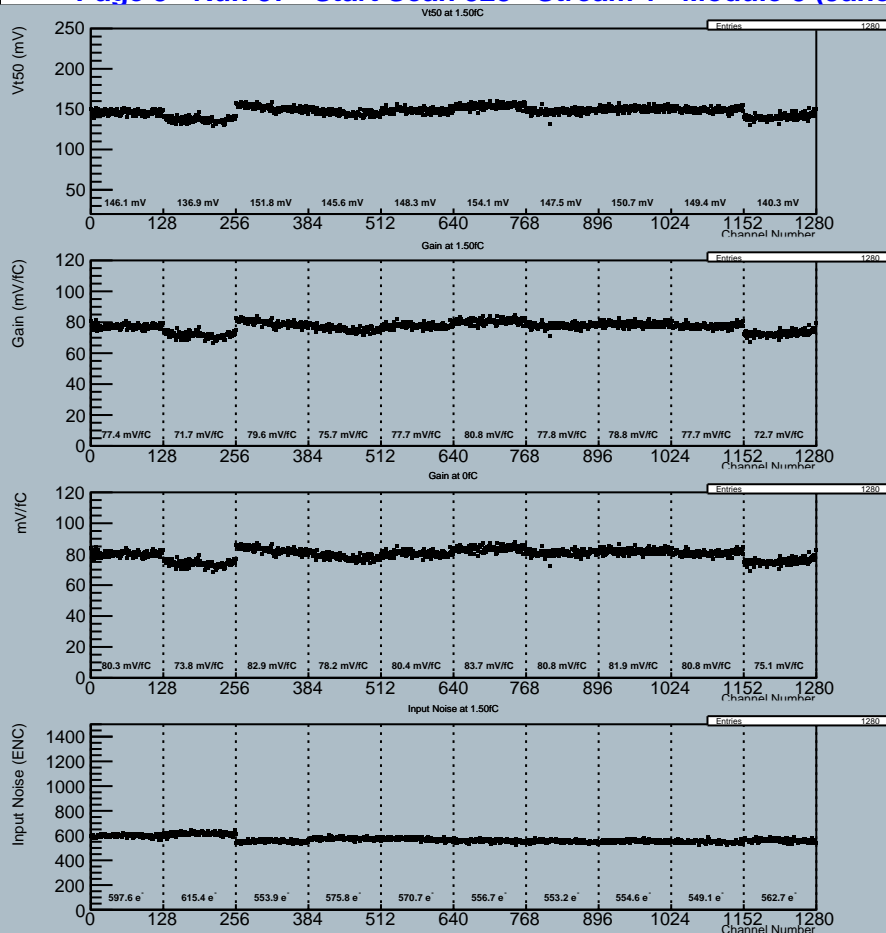 Vt50 at 1.50fC
Entries 1280
Vt50 (mV)
250
200
150
100
50
146.1 mV 136.9 mV 151.8 mV 145.6 mV 148.3 mV 154.1 mV 147.5 mV 150.7 mV 149.4 mV 140.3 mV
0 128 256 384 512 640 768 896 1024 1152 1280
Channel Number
Gain at 1.50fC
Entries 1280
Gain (mV/fC)
120
100
80
60
40
20
0
77.4 mV/fC 71.7 mV/fC 79.6 mV/fC 75.7 mV/fC 77.7 mV/fC 80.8 mV/fC 77.8 mV/fC 78.8 mV/fC 77.7 mV/fC 72.7 mV/fC
0 128 256 384 512 640 768 896 1024 1152 1280
Channel Number
Gain at 0fC
Entries 1280
mV/fC
120
100
80
60
40
20
0
80.3 mV/fC 73.8 mV/fC 82.9 mV/fC 78.2 mV/fC 80.4 mV/fC 83.7 mV/fC 80.8 mV/fC 81.9 mV/fC 80.8 mV/fC 75.1 mV/fC
0 128 256 384 512 640 768 896 1024 1152 1280
Channel Number
Input Noise at 1.50fC
Entries 1280
Input Noise (ENC)
1400
1200
1000
800
600
400
200
0
597.6 e⁻ 615.4 e⁻ 553.9 e⁻ 575.8 e⁻ 570.7 e⁻ 556.7 e⁻ 553.2 e⁻ 554.6 e⁻ 549.1 e⁻ 562.7 e⁻
0 128 256 384 512 640 768 896 1024 1152 1280
Channel Number